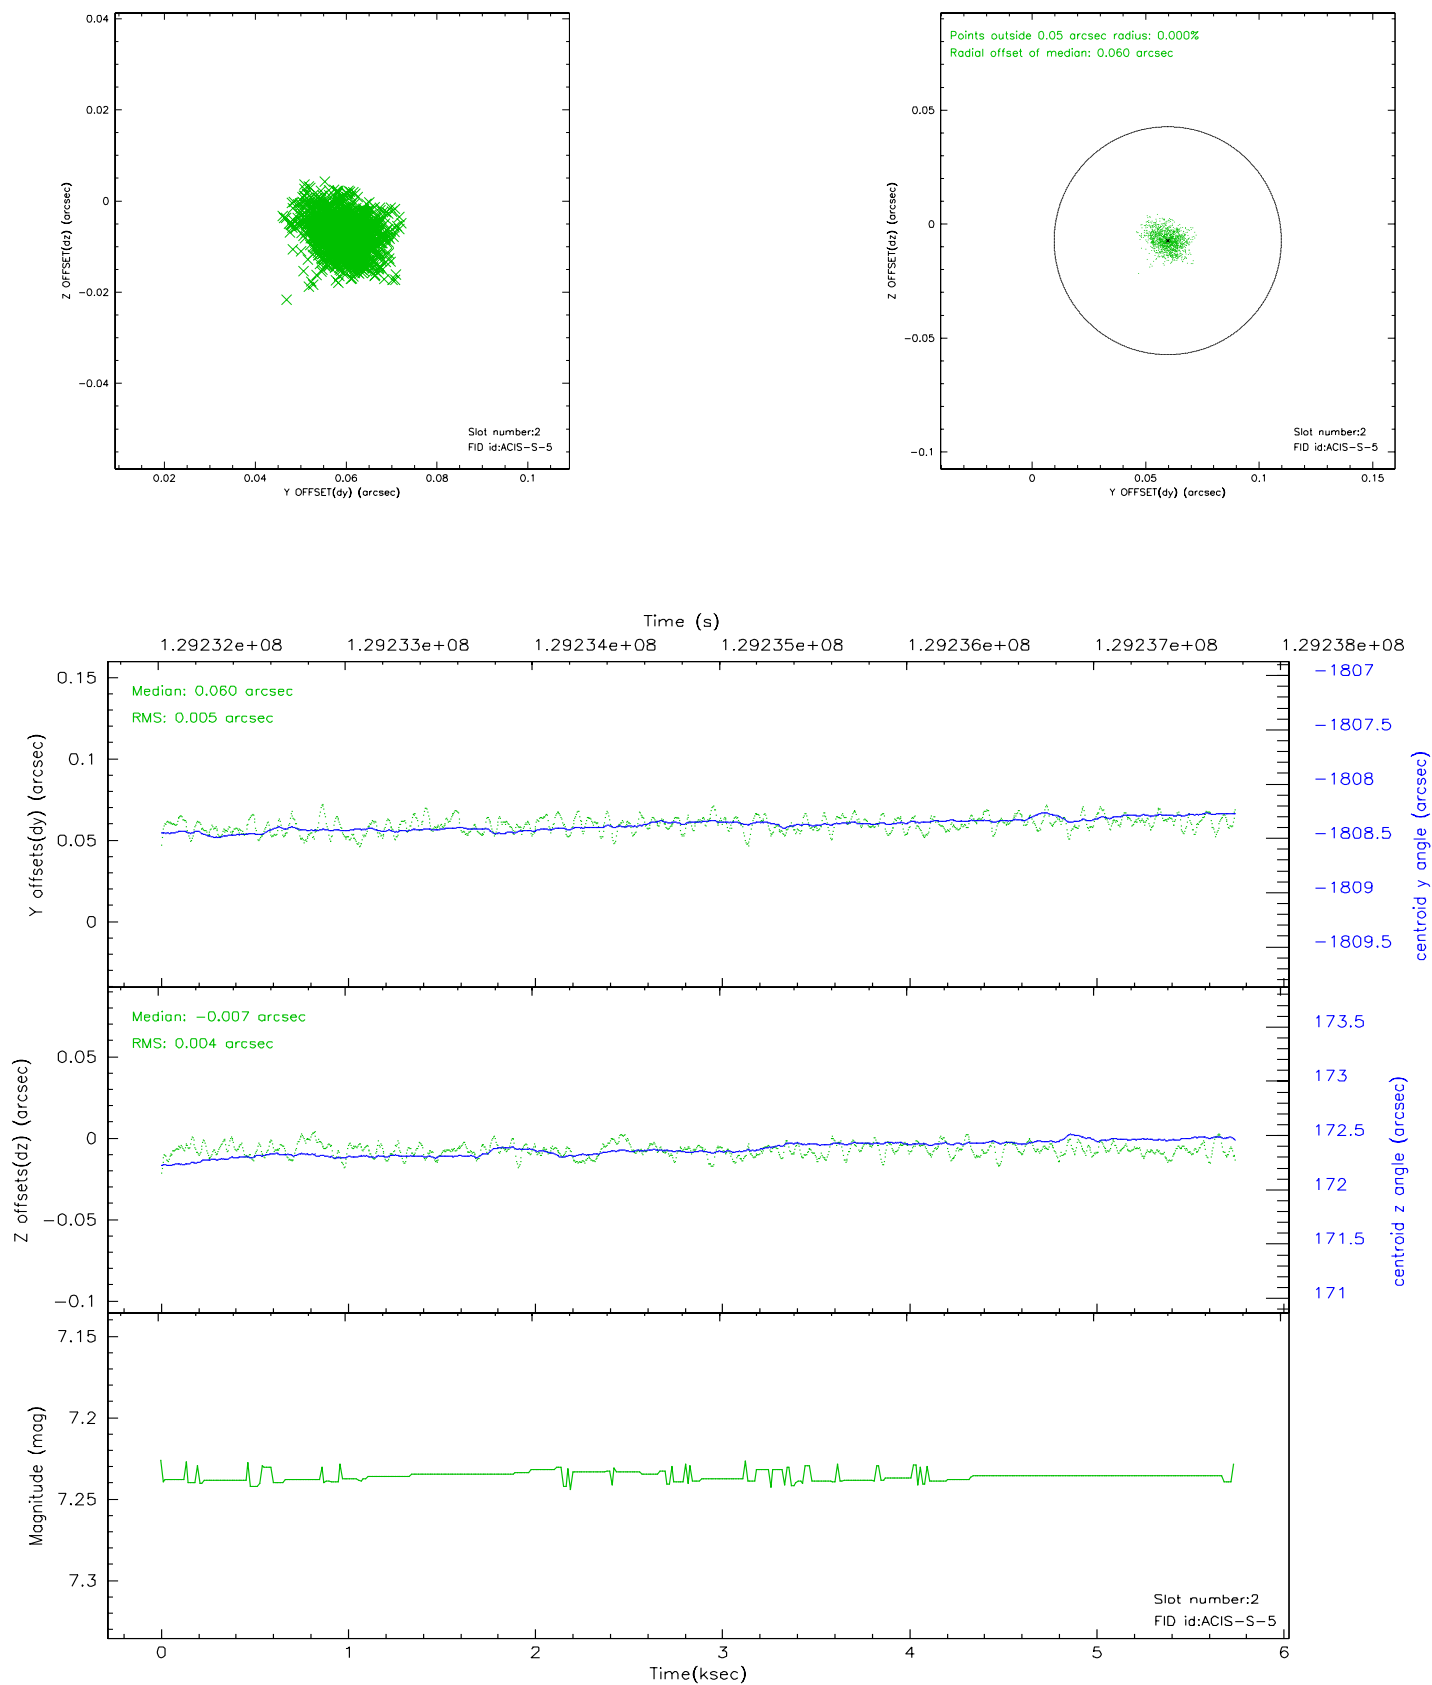 0.04
0.02
0
−0.02
−0.04
Z OFFSET(dz) (arcsec)
Slot number:2
FID id:ACIS−S−5
0.02 0.04 0.06 0.08 0.1
Y OFFSET(dy) (arcsec)
Points outside 0.05 arcsec radius: 0.000%
Radial offset of median: 0.060 arcsec
0.05
0
−0.05
−0.1
Z OFFSET(dz) (arcsec)
Slot number:2
FID id:ACIS−S−5
0 0.05 0.1 0.15
Y OFFSET(dy) (arcsec)
Time (s)
1.29232e+08 1.29233e+08 1.29234e+08 1.29235e+08 1.29236e+08 1.29237e+08 1.29238e+08
Median: 0.060 arcsec
RMS: 0.005 arcsec
0.15
0.1
0.05
0
Y offsets(dy) (arcsec)
−1807
−1807.5
−1808
−1808.5
−1809
−1809.5
centroid y angle (arcsec)
Median: −0.007 arcsec
RMS: 0.004 arcsec
0.05
0
−0.05
−0.1
Z offsets(dz) (arcsec)
173.5
173
172.5
172
171.5
171
centroid z angle (arcsec)
7.15
7.2
7.25
7.3
Magnitude (mag)
Slot number:2
FID id:ACIS−S−5
0 1 2 3 4 5 6
Time(ksec)